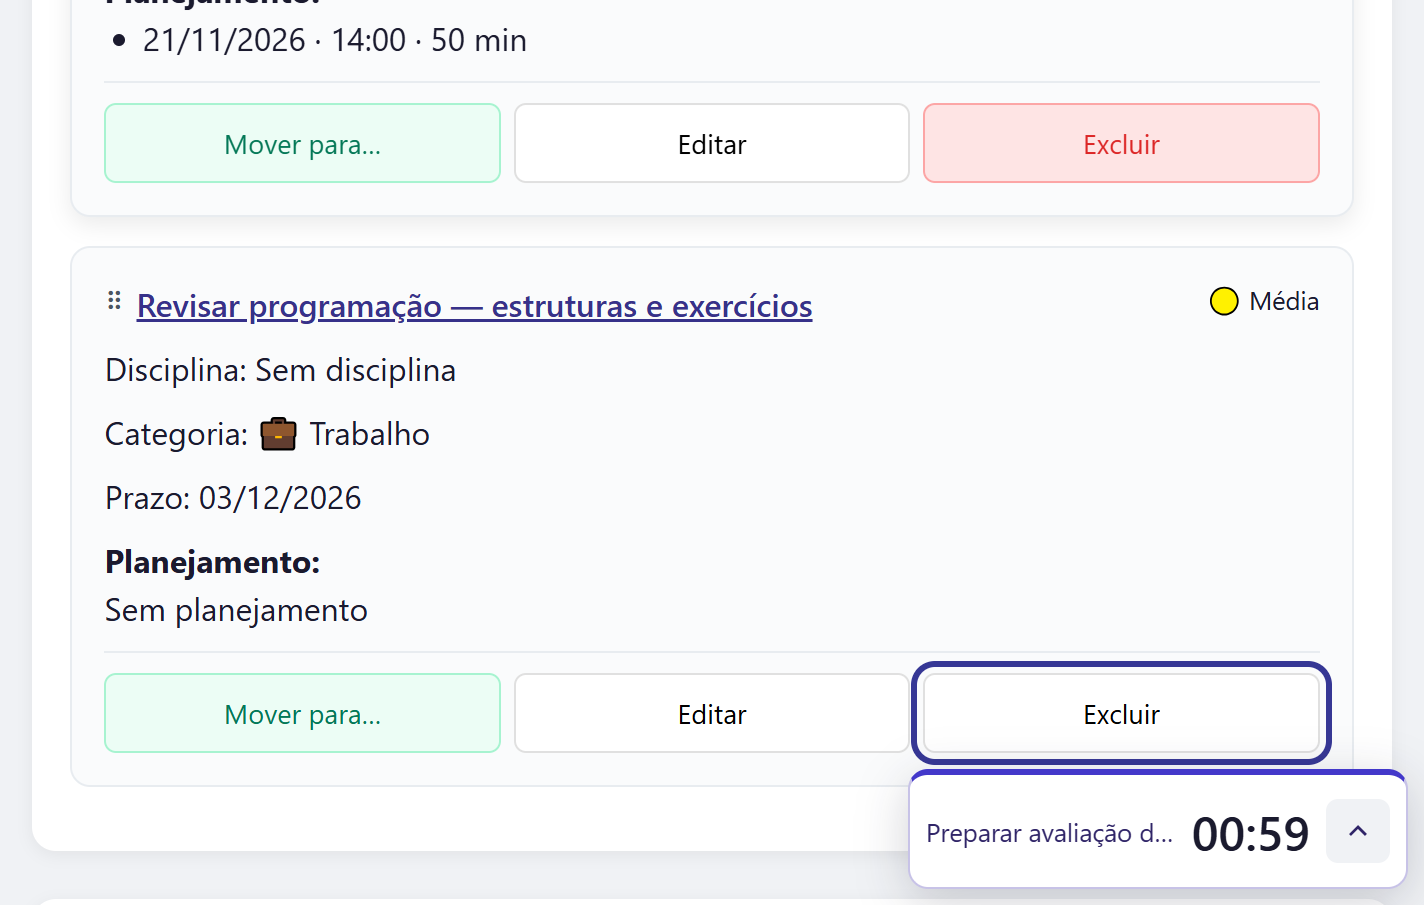 Planejamento:
• 21/11/2026 · 14:00 · 50 min
Mover para...
Editar
Excluir
Revisar programação — estruturas e exercícios
Média
Disciplina: Sem disciplina
Categoria: Trabalho
Prazo: 03/12/2026
Planejamento:
Sem planejamento
Mover para...
Editar
Excluir
Preparar avaliação d...
00:59